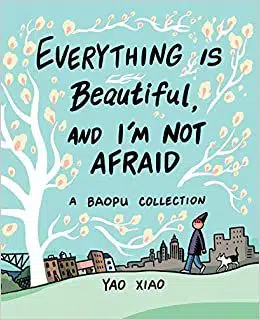 EVERYTHING IS
Beautiful,
AND I'M NOT
AFRAID
A BAOPU COLLECTION
YAO XIAO